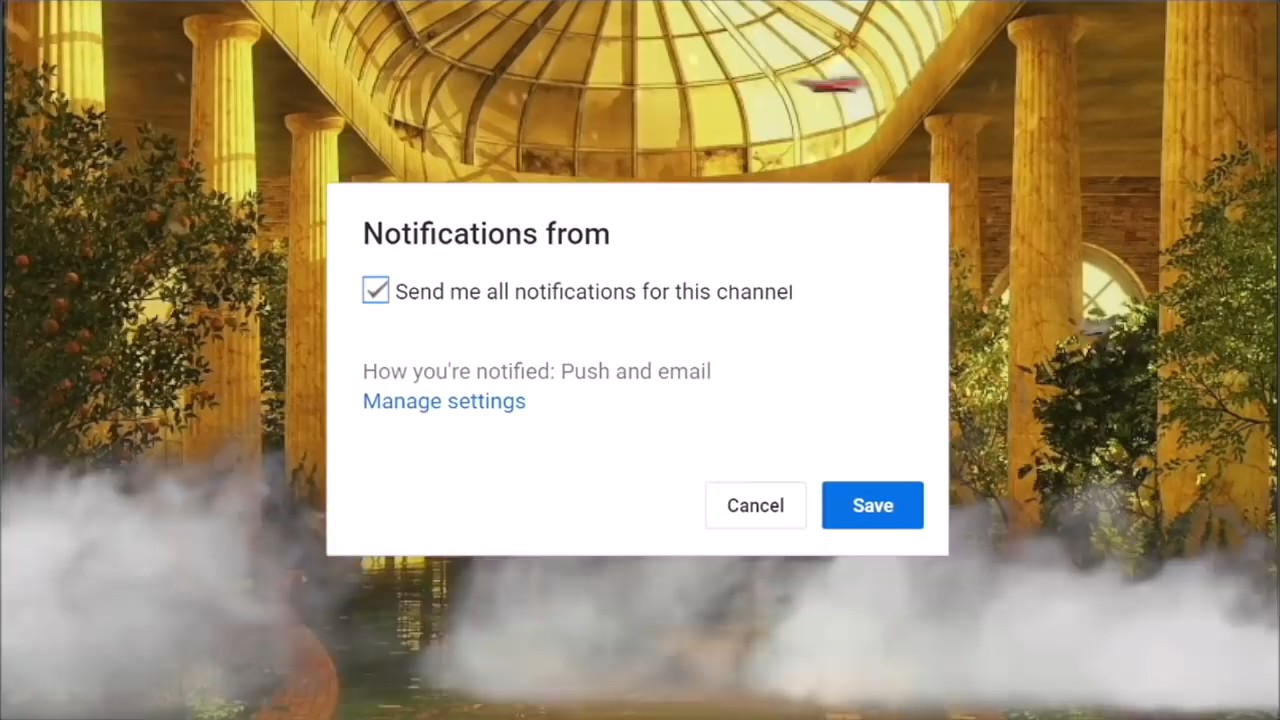 Notifications from
Send me all notifications for this channel
How you're notified: Push and email
Manage settings
Cancel
Save